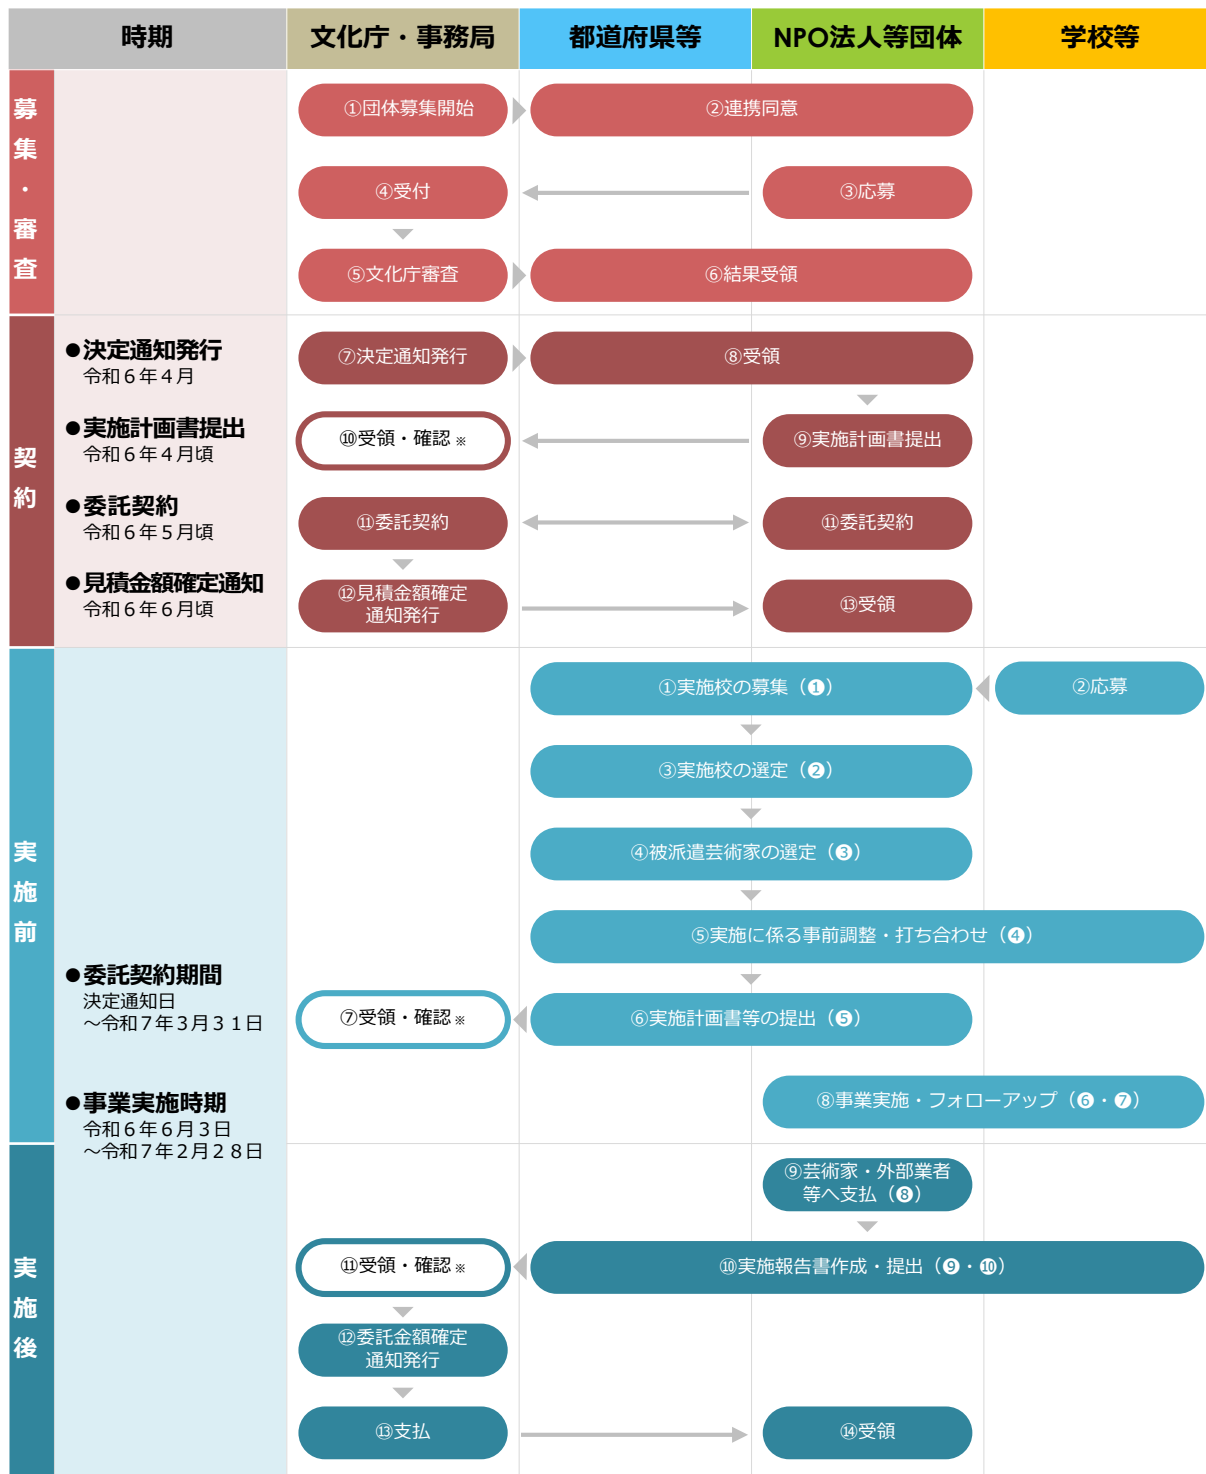 時期
文化庁・事務局
都道府県等
NPO法人等団体
学校等
募集・審査
①団体募集開始
②連携同意
④受付
③応募
⑤文化庁審査
⑥結果受領
契約
●決定通知発行
令和６年４月
⑦決定通知発行
⑧受領
●実施計画書提出
令和６年４月頃
⑩受領・確認 ※
⑨実施計画書提出
●委託契約
令和６年５月頃
⑪委託契約
⑪委託契約
●見積金額確定通知
令和６年６月頃
⑫見積金額確定
通知発行
⑬受領
実施前
①実施校の募集（❶）
②応募
③実施校の選定（❷）
④被派遣芸術家の選定（❸）
⑤実施に係る事前調整・打ち合わせ（❹）
●委託契約期間
決定通知日
～令和７年３月３１日
⑦受領・確認 ※
⑥実施計画書等の提出（❺）
●事業実施時期
令和６年６月３日
～令和７年２月２８日
⑧事業実施・フォローアップ（❻・❼）
実施後
⑨芸術家・外部業者
等へ支払（❽）
⑪受領・確認 ※
⑩実施報告書作成・提出（❾・❿）
⑫委託金額確定
通知発行
⑬支払
⑭受領